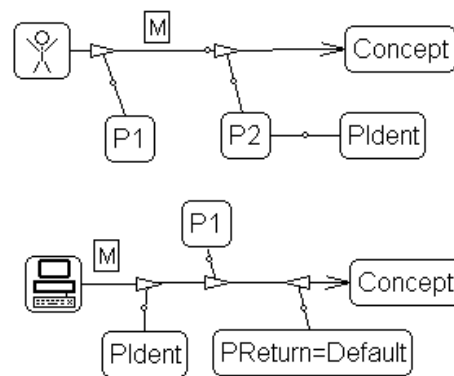 M
Concept
P1
P2
PIdent
P1
M
Concept
PIdent
PReturn=Default